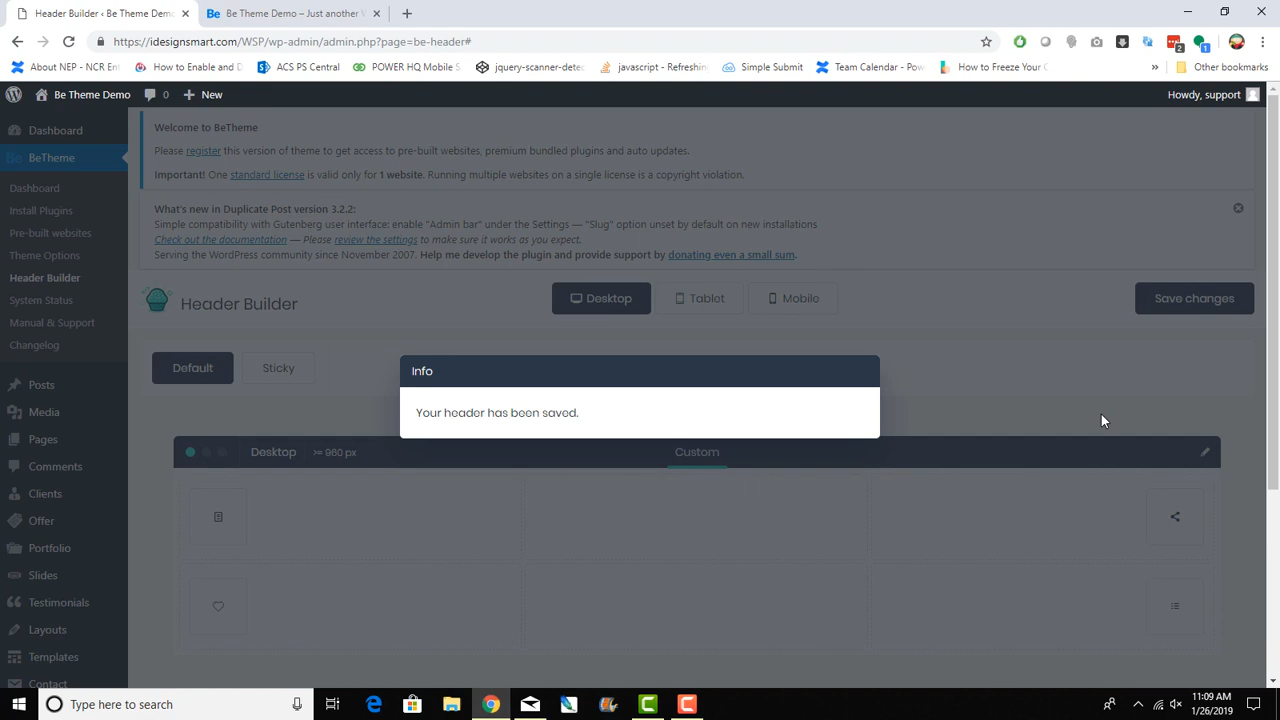 Header Builder ‹ Be Theme Demo
Be Theme Demo – Just another W
https://idesignsmart.com/WSP/wp-admin/admin.php?page=be-header#
2
1
About NEP - NCR Ent
How to Enable and D
ACS PS Central
POWER HQ Mobile S
jquery-scanner-detec
javascript - Refreshing
Simple Submit
Team Calendar - Pow
How to Freeze Your C
»
Other bookmarks
Be Theme Demo
0
New
Howdy, support
Dashboard
BeTheme
Dashboard
Install Plugins
Pre-built websites
Theme Options
Header Builder
System Status
Manual & Support
Changelog
Posts
Media
Pages
Comments
Clients
Offer
Portfolio
Slides
Testimonials
Layouts
Templates
Contact
Welcome to BeTheme
Please register this version of theme to get access to pre-built websites, premium bundled plugins and auto updates.
Important! One standard license is valid only for 1 website. Running multiple websites on a single license is a copyright violation.
What's new in Duplicate Post version 3.2.2:
Simple compatibility with Gutenberg user interface: enable "Admin bar" under the Settings — "Slug" option unset by default on new installations
Check out the documentation — Please review the settings to make sure it works as you expect.
Serving the WordPress community since November 2007. Help me develop the plugin and provide support by donating even a small sum.
Header Builder
Desktop
Tablet
Mobile
Save changes
Default
Sticky
Info
Your header has been saved.
Desktop >= 960 px
Custom
Type here to search
11:09 AM
1/26/2019